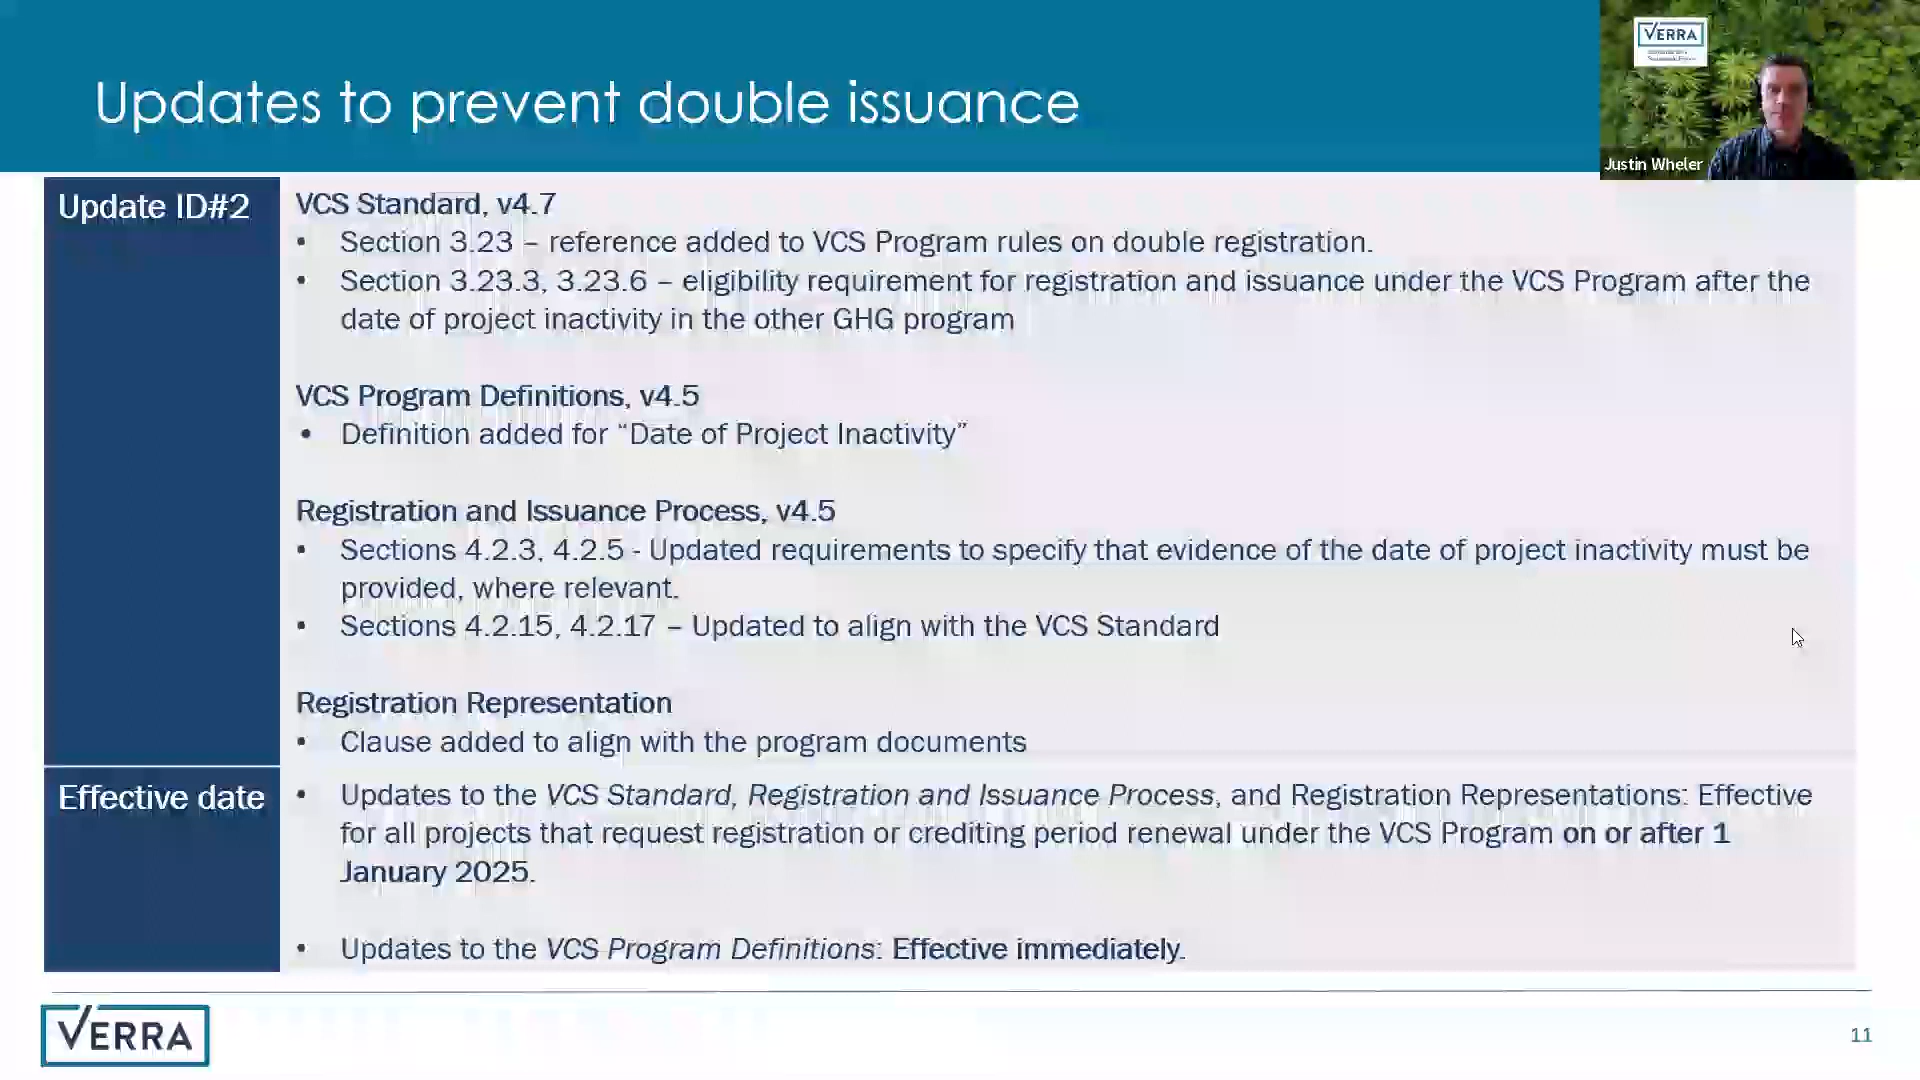 Updates to prevent double issuance
VERRA
Justin Wheler
Update ID#2
VCS Standard, v4.7
• Section 3.23 – reference added to VCS Program rules on double registration.
• Section 3.23.3, 3.23.6 – eligibility requirement for registration and issuance under the VCS Program after the
date of project inactivity in the other GHG program
VCS Program Definitions, v4.5
• Definition added for “Date of Project Inactivity”
Registration and Issuance Process, v4.5
• Sections 4.2.3, 4.2.5 - Updated requirements to specify that evidence of the date of project inactivity must be
provided, where relevant.
• Sections 4.2.15, 4.2.17 – Updated to align with the VCS Standard
Registration Representation
• Clause added to align with the program documents
Effective date
• Updates to the VCS Standard, Registration and Issuance Process, and Registration Representations: Effective
for all projects that request registration or crediting period renewal under the VCS Program on or after 1
January 2025.
• Updates to the VCS Program Definitions: Effective immediately.
VERRA
11